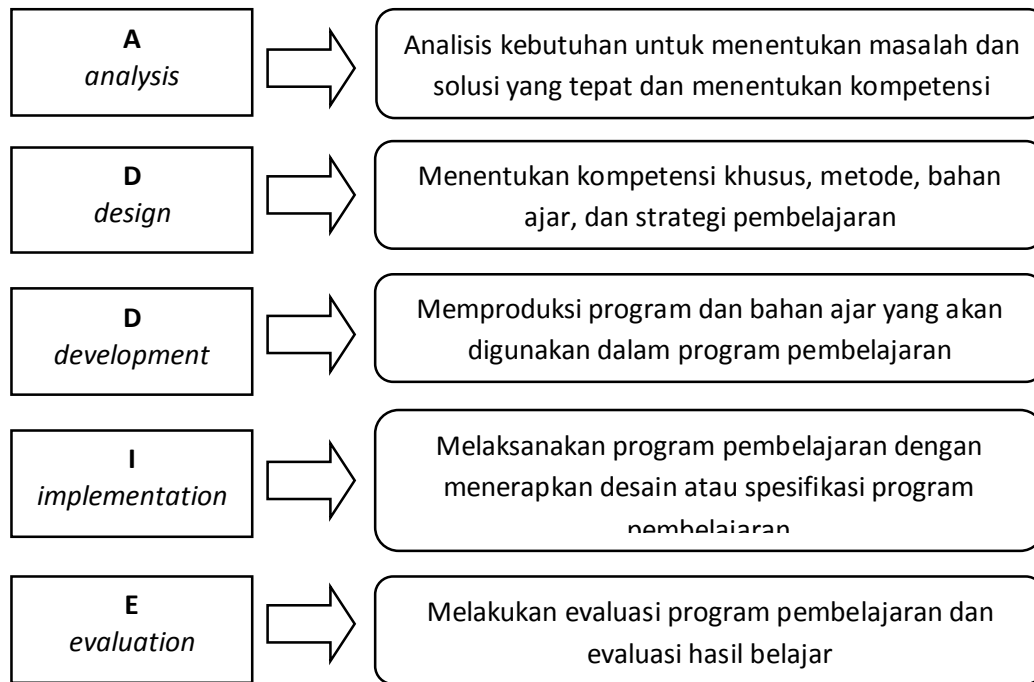 A
analysis
Analisis kebutuhan untuk menentukan masalah dan
solusi yang tepat dan menentukan kompetensi
D
design
Menentukan kompetensi khusus, metode, bahan
ajar, dan strategi pembelajaran
D
development
Memproduksi program dan bahan ajar yang akan
digunakan dalam program pembelajaran
I
implementation
Melaksanakan program pembelajaran dengan
menerapkan desain atau spesifikasi program
pembelajaran
E
evaluation
Melakukan evaluasi program pembelajaran dan
evaluasi hasil belajar